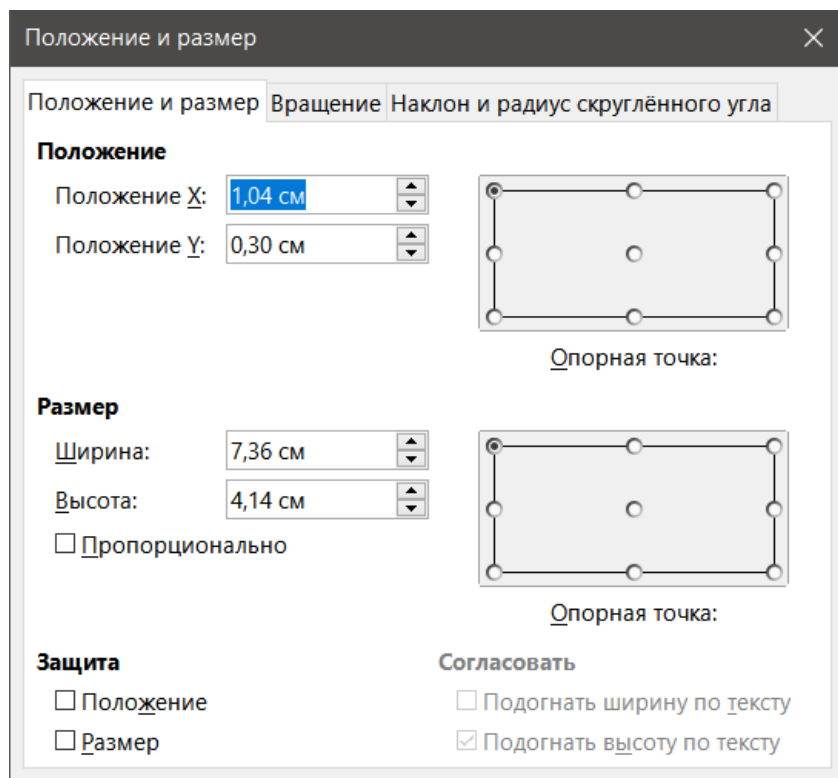 Положение и размер
Положение и размер Вращение Наклон и радиус скруглённого угла
Положение
Положение X: 1,04 см
Положение Y: 0,30 см
Опорная точка:
Размер
Ширина: 7,36 см
Высота: 4,14 см
Пропорционально
Опорная точка:
Защита Согласовать
Положение Подогнать ширину по тексту
Размер Подогнать высоту по тексту